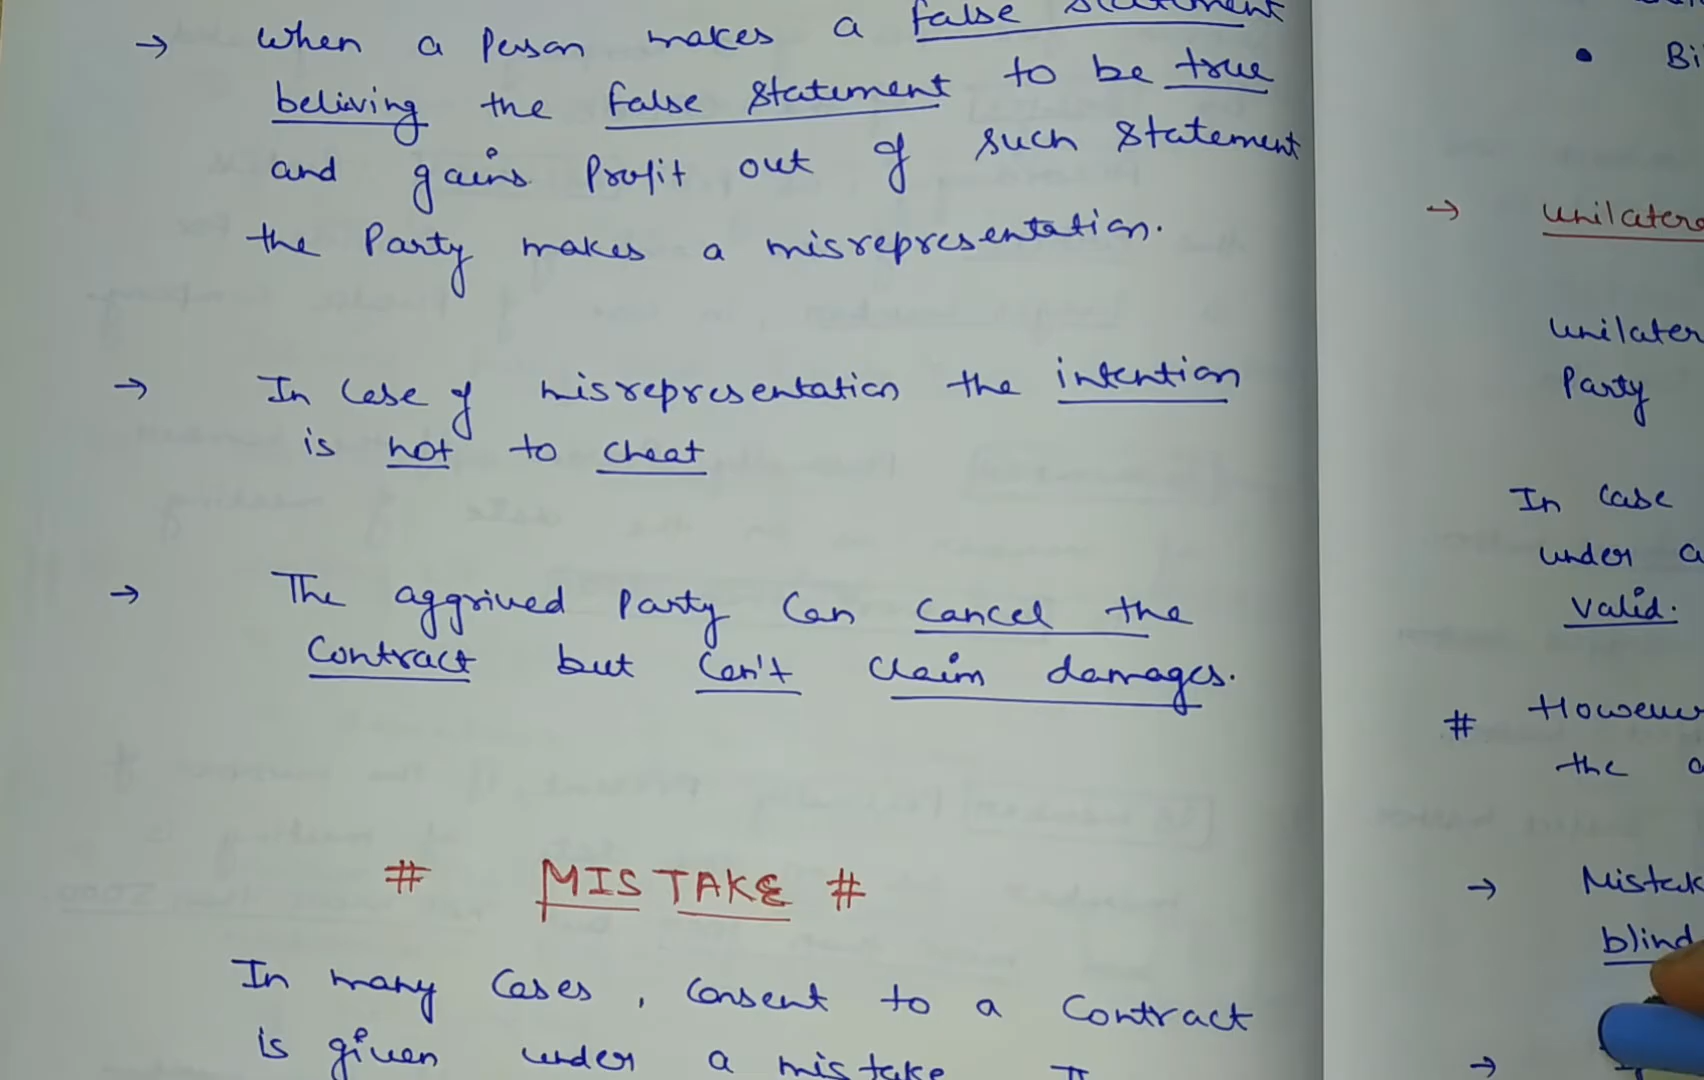 → When a Person makes a false statement
beliving the false statement to be true
and gains Profit out of such statement
the Party makes a misrepresentation.
→ In case of misrepresentation the intention
is not to cheat
→ The aggrived Party can cancel the
contract but can't claim damages.
# MISTAKE #
In many cases, consent to a contract
is given under a mistake.
• Bi
→ unilatera
unilater
Party
In case
under a
valid.
# However
the
→ Mistak
blind
→